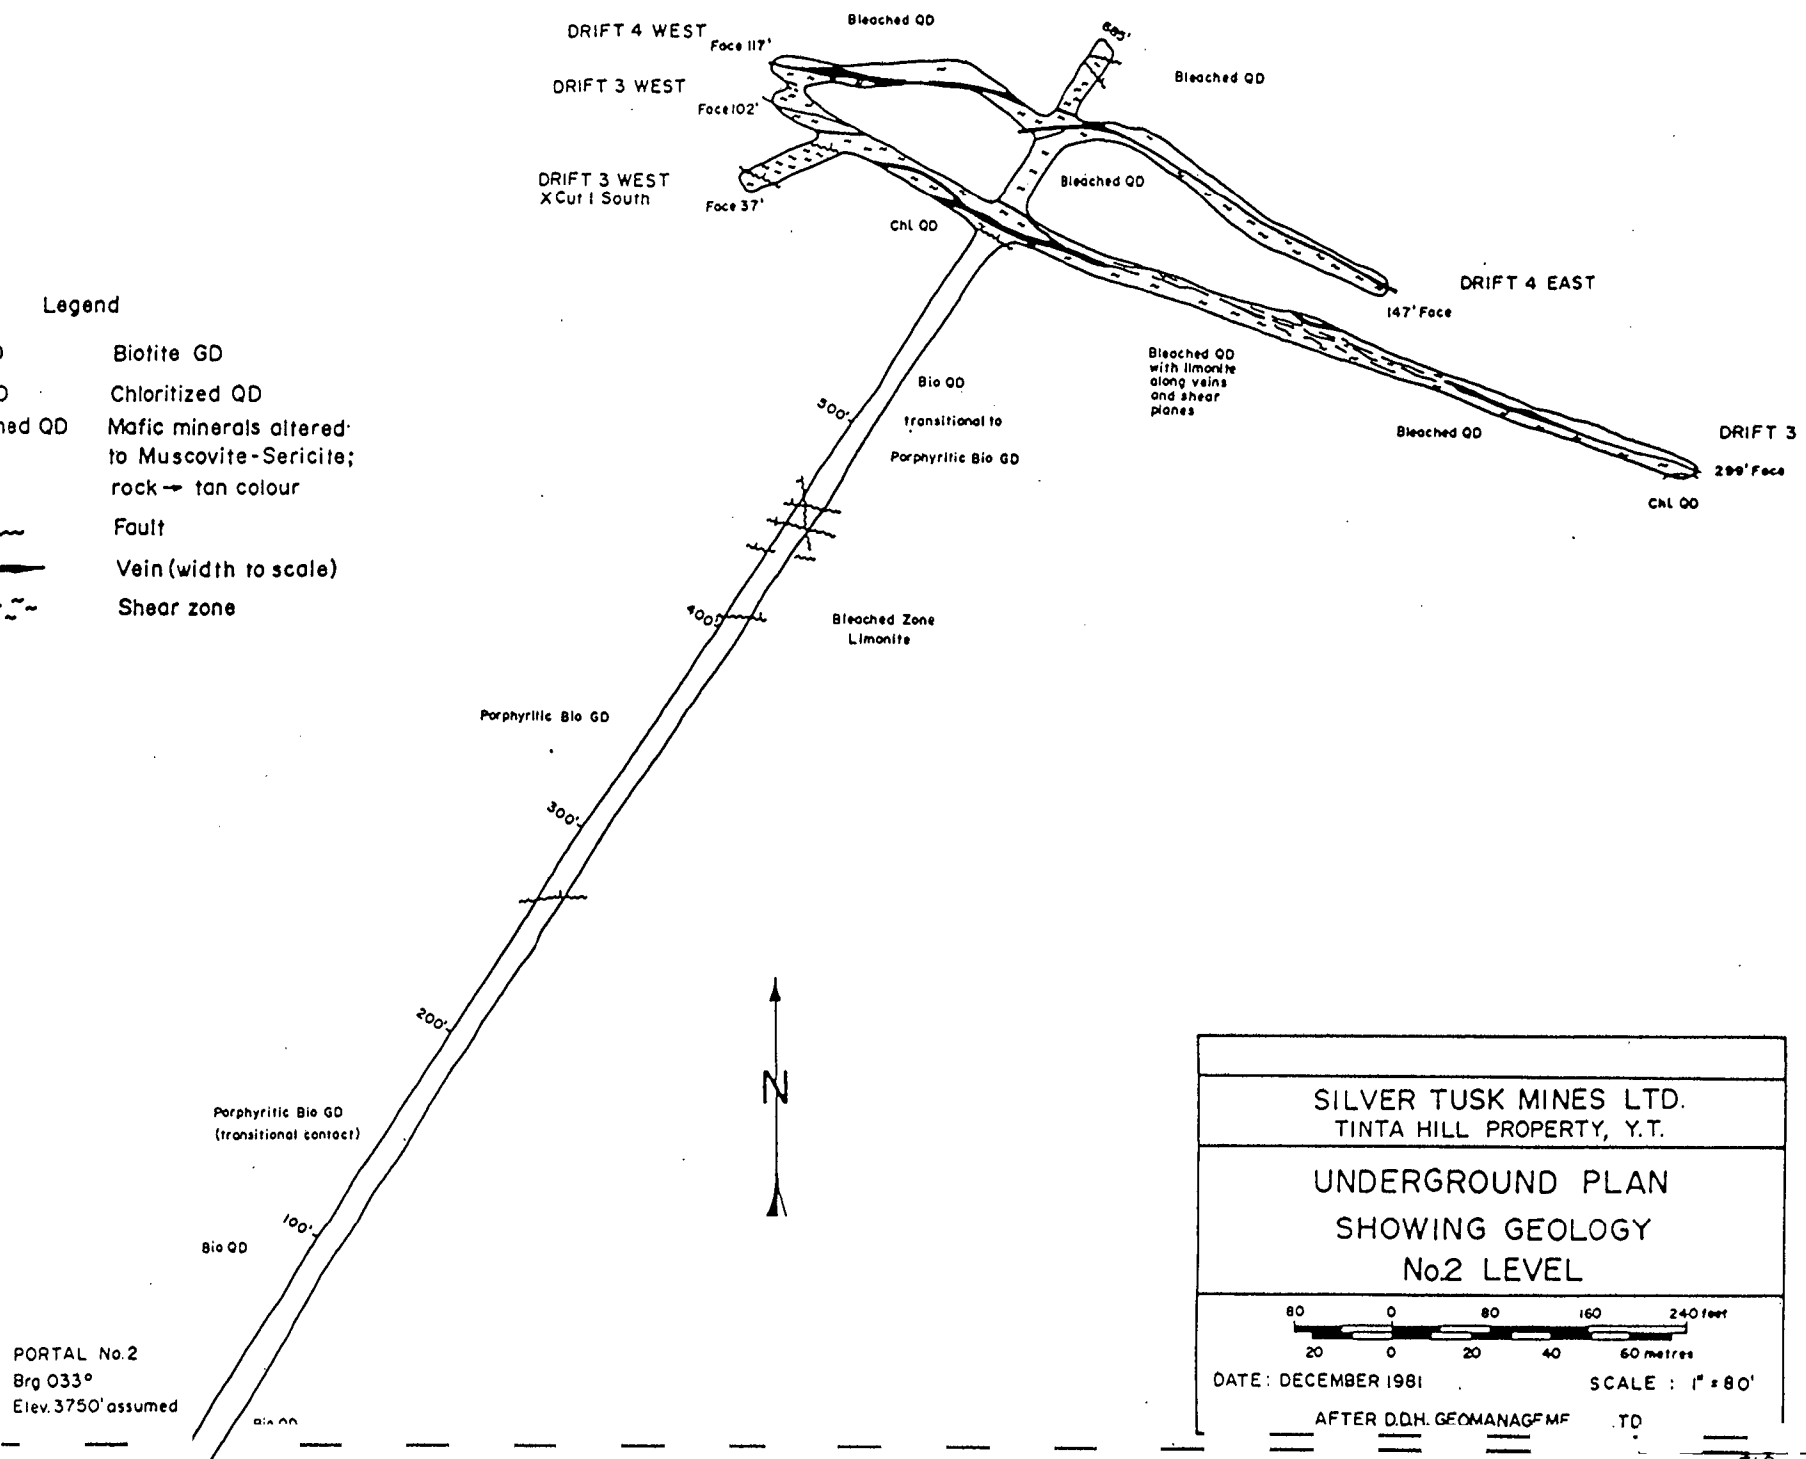 DRIFT 4 WEST
Face 117'
Bleached QD
685'
Bleached QD
DRIFT 3 WEST
Face 102'
DRIFT 3 WEST
X Cut 1 South
Face 37'
Bleached QD
Chl. QD
DRIFT 4 EAST
147' Face
Bleached QD
with limonite
along veins
and shear
planes
Bleached QD
DRIFT 3
299' Face
Chl. QD
Legend
Biotite GD
Chloritized QD
QD
Mafic minerals altered
to Muscovite-Sericite;
rock → tan colour
Fault
Vein (width to scale)
Shear zone
500'
Bio QD
transitional to
Porphyritic Bio GD
400'
Bleached Zone
Limonite
Porphyritic Bio GD
300'
200'
N
Porphyritic Bio GD
(transitional contact)
100'
Bio QD
PORTAL No. 2
Brg 033°
Elev. 3750' assumed
Bio QD
SILVER TUSK MINES LTD.
TINTA HILL PROPERTY, Y.T.
UNDERGROUND PLAN
SHOWING GEOLOGY
No.2 LEVEL
80 0 80 160 240 feet
20 0 20 40 60 metres
DATE: DECEMBER 1981
SCALE : 1" = 80'
AFTER D.D.H. GEOMANAGEME TD